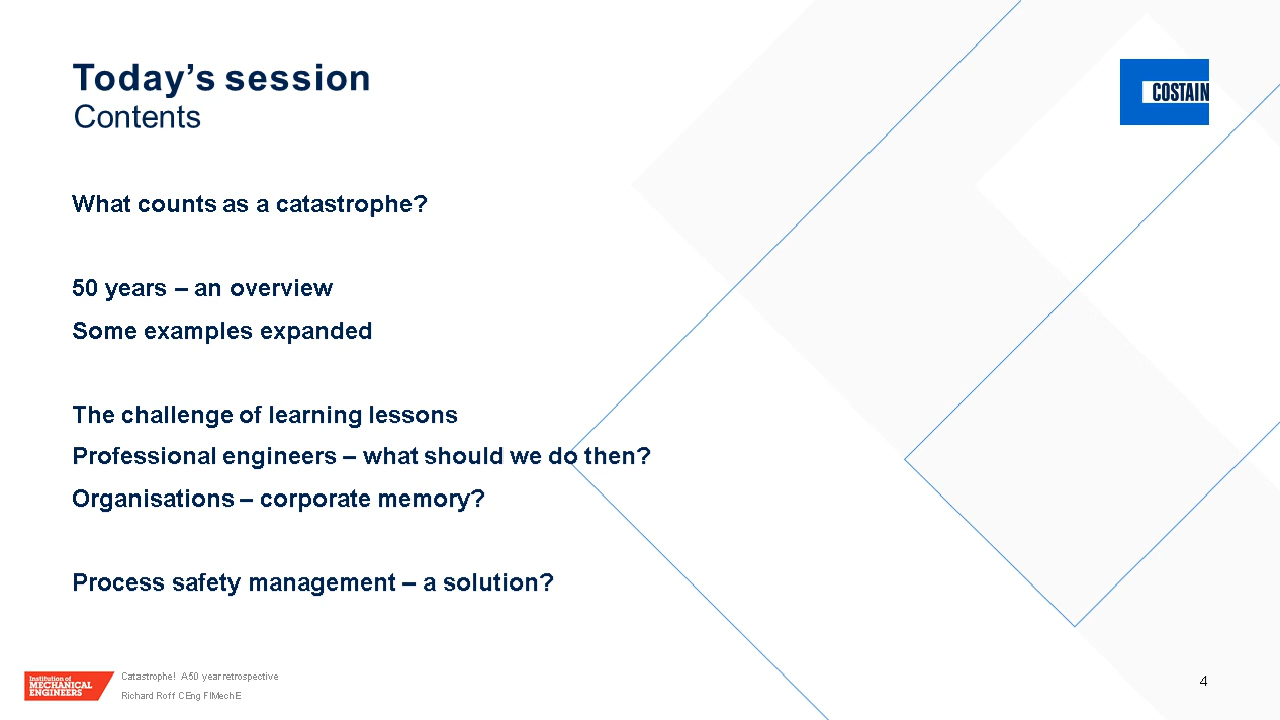 Today’s session
Contents
COSTAIN
What counts as a catastrophe?
50 years – an overview
Some examples expanded
The challenge of learning lessons
Professional engineers – what should we do then?
Organisations – corporate memory?
Process safety management – a solution?
Institution of
MECHANICAL
ENGINEERS
Catastrophe! A 50 year retrospective
Richard Roff CEng FIMechE
4